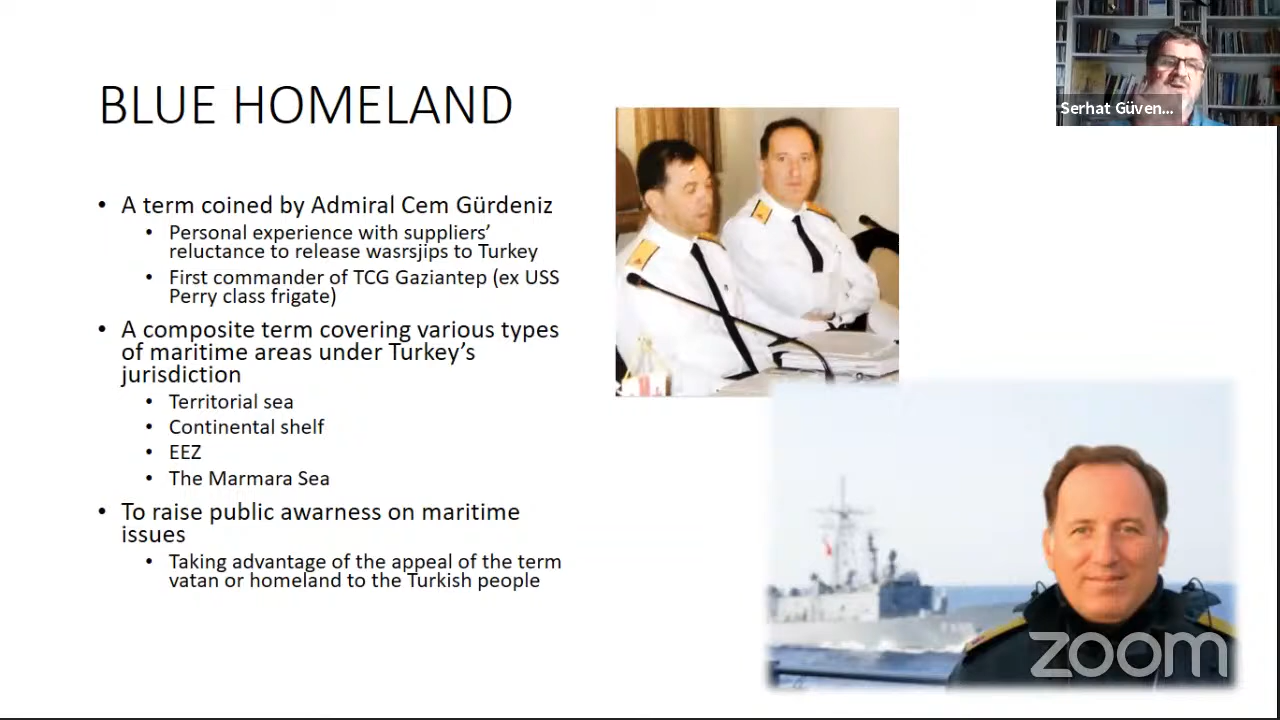 Serhat Güven...
BLUE HOMELAND
• A term coined by Admiral Cem Gürdeniz
• Personal experience with suppliers’
reluctance to release wasrsjips to Turkey
• First commander of TCG Gaziantep (ex USS
Perry class frigate)
• A composite term covering various types
of maritime areas under Turkey’s
jurisdiction
• Territorial sea
• Continental shelf
• EEZ
• The Marmara Sea
• To raise public awarness on maritime
issues
• Taking advantage of the appeal of the term
vatan or homeland to the Turkish people
zoom